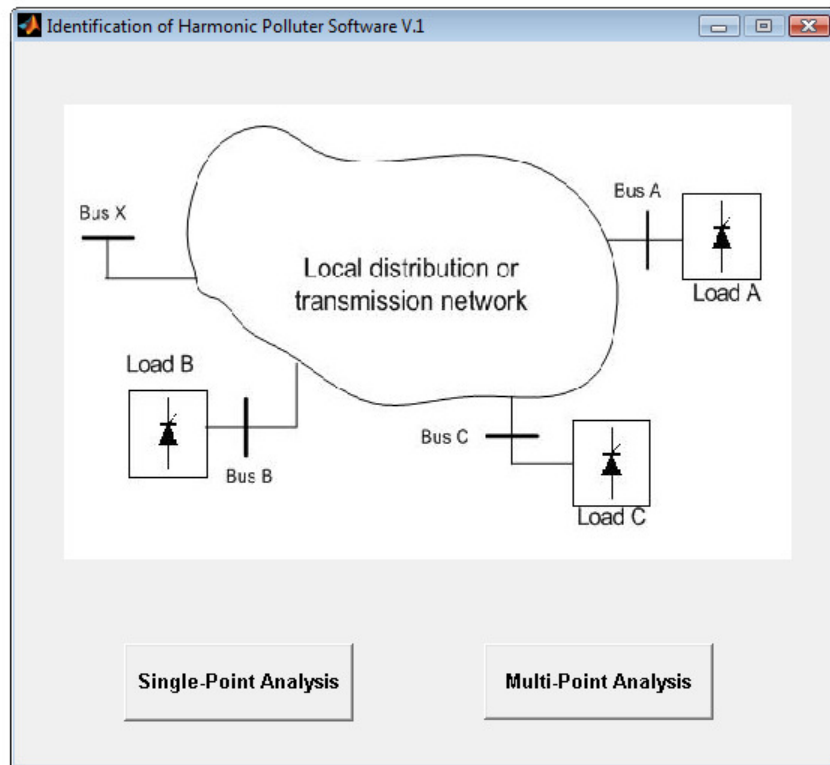 Identification of Harmonic Polluter Software V.1
Bus A
Bus X
Local distribution or
transmission network
Load A
Load B
Bus C
Bus B
Load C
Single-Point Analysis
Multi-Point Analysis